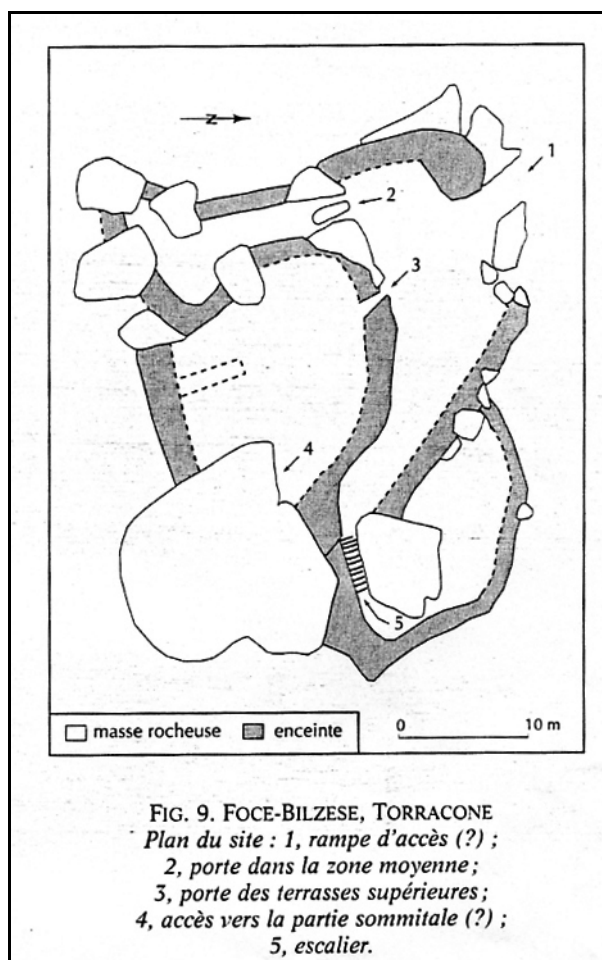 N
1
2
3
4
5
masse rocheuse enceinte 0 10 m
FIG. 9. FOCE-BILZESE, TORRACONE
Plan du site : 1, rampe d'accès (?) ;
2, porte dans la zone moyenne ;
3, porte des terrasses supérieures ;
4, accès vers la partie sommitale (?) ;
5, escalier.